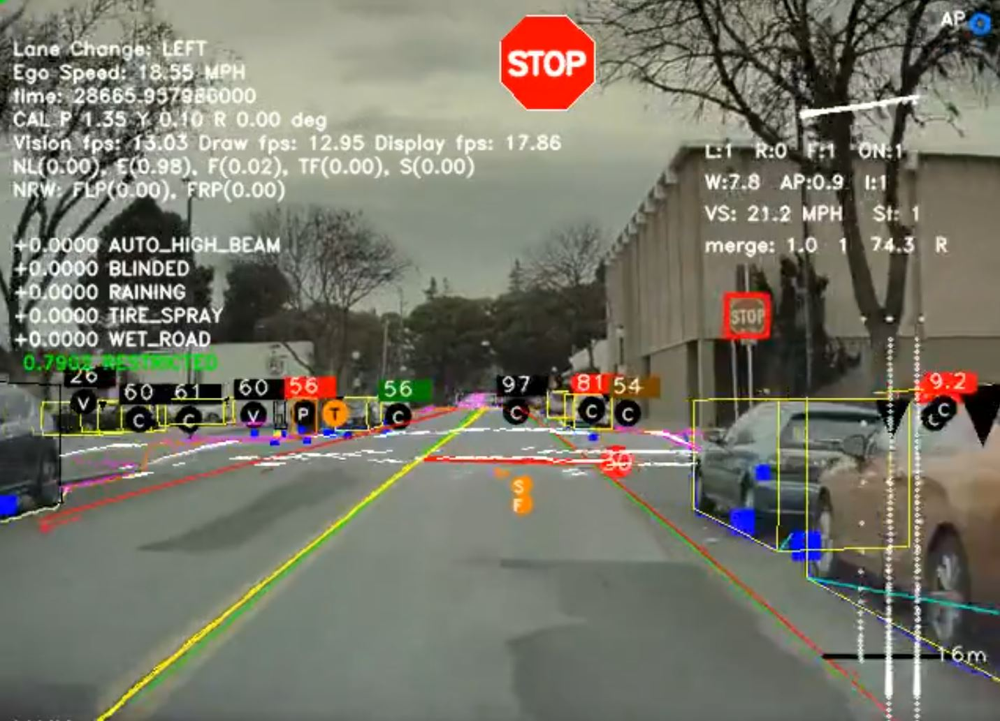 AP
STOP
Lane Change: LEFT
Ego Speed: 18.55 MPH
time: 28665.937980000
CAL P 1.35 Y 0.10 R 0.00 deg
Vision fps: 13.03 Draw fps: 12.95 Display fps: 17.86
NL(0.00), E(0.98), F(0.02), TF(0.00), S(0.00)
NRW: FLP(0.00), FRP(0.00)
L:1 R:0 F:1 ON:1
W:7.8 AP:0.9 I:1
VS: 21.2 MPH St: 1
merge: 1.0 1 74.3 R
+0.0000 AUTO_HIGH_BEAM
+0.0000 BLINDED
+0.0000 RAINING
+0.0000 TIRE_SPRAY
+0.0000 WET_ROAD
0.7902 RESTRICTED
STOP
26 60 61 60 56 56 97 81 54 9.2
V C C V P T C C C C C
30
S
F
16m